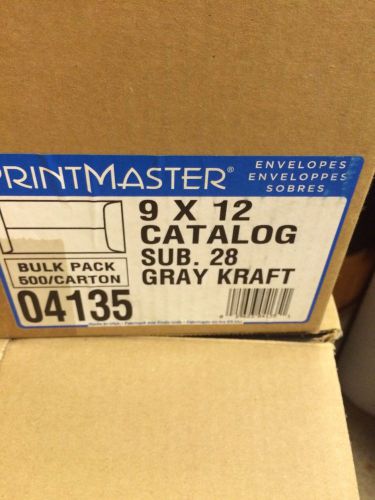 PRINTMASTER®
ENVELOPES
ENVELOPPES
SOBRES
9 X 12
CATALOG
SUB. 28
GRAY KRAFT
BULK PACK
500/CARTON
04135